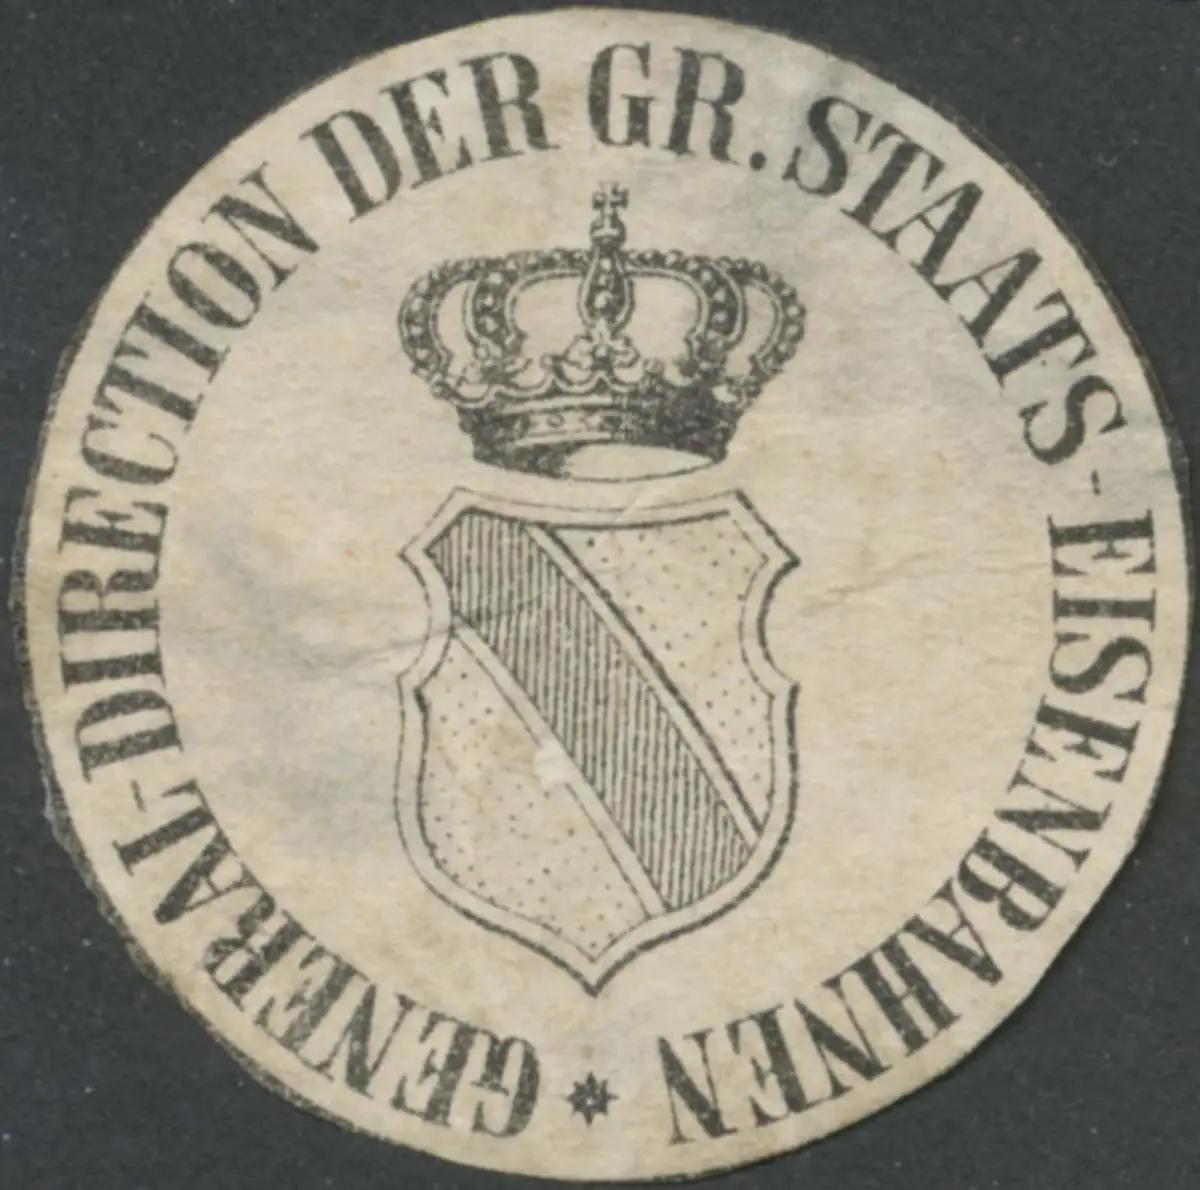 GENERAL-DIRECTION DER GR. STAATS-EISENBAHNEN *